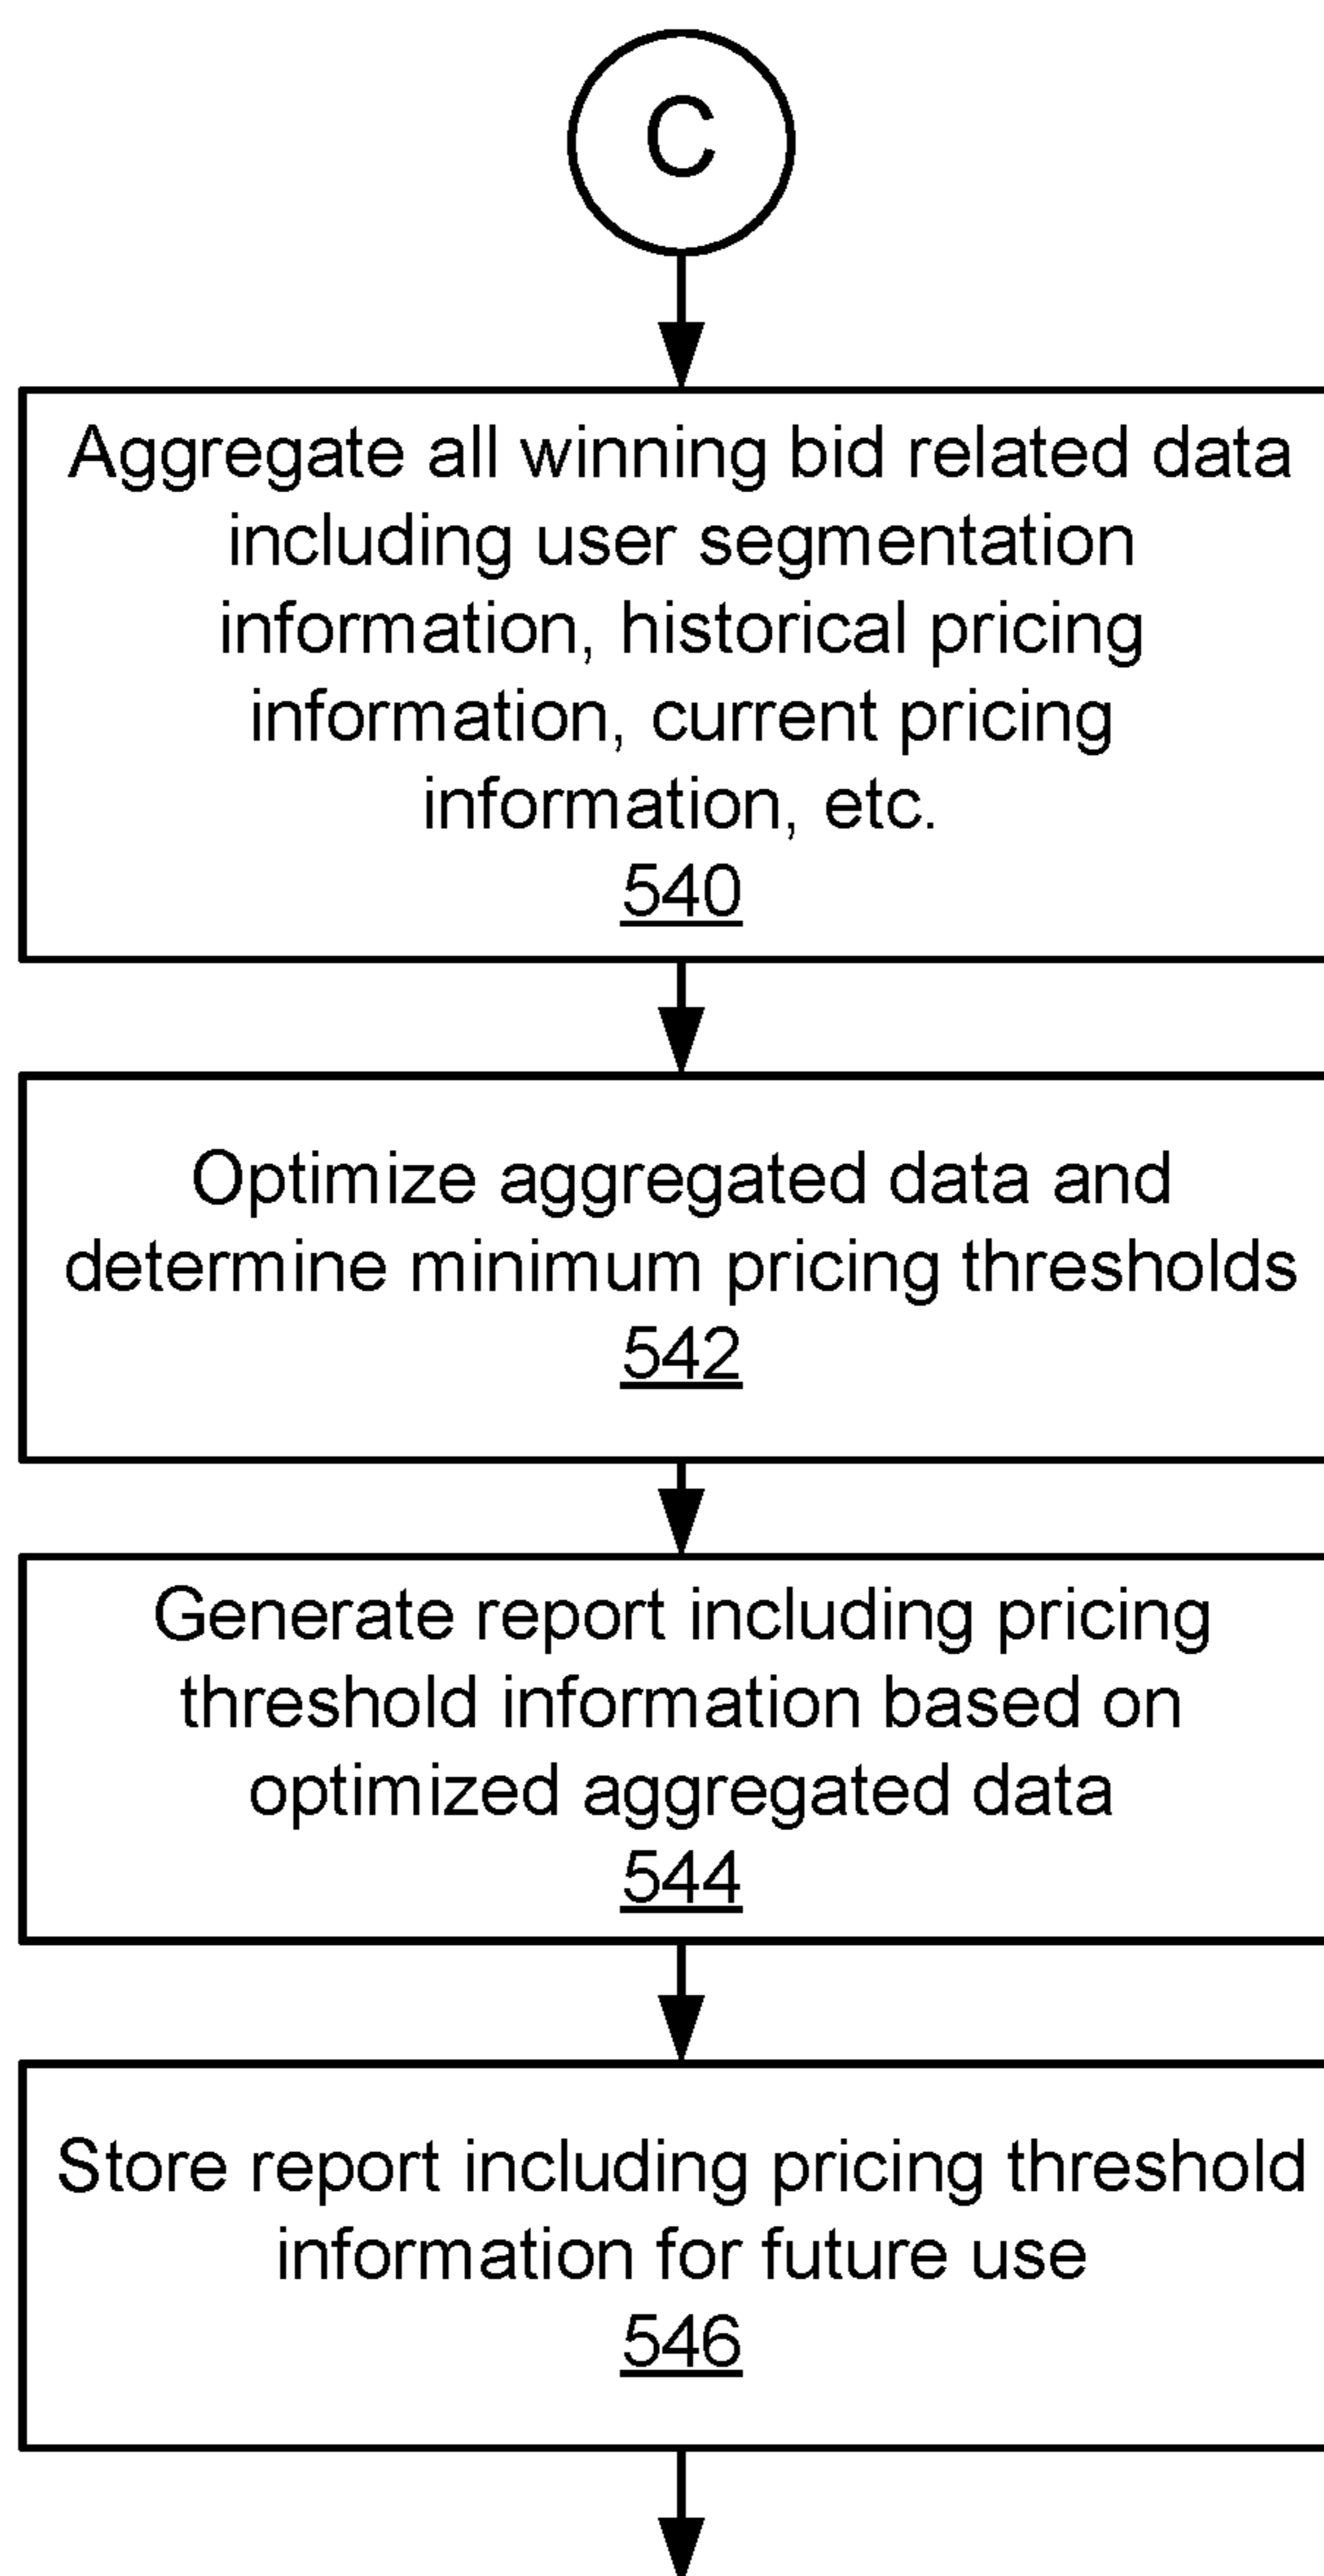 C
Aggregate all winning bid related data
including user segmentation
information, historical pricing
information, current pricing
information, etc.
540
Optimize aggregated data and
determine minimum pricing thresholds
542
Generate report including pricing
threshold information based on
optimized aggregated data
544
Store report including pricing threshold
information for future use
546